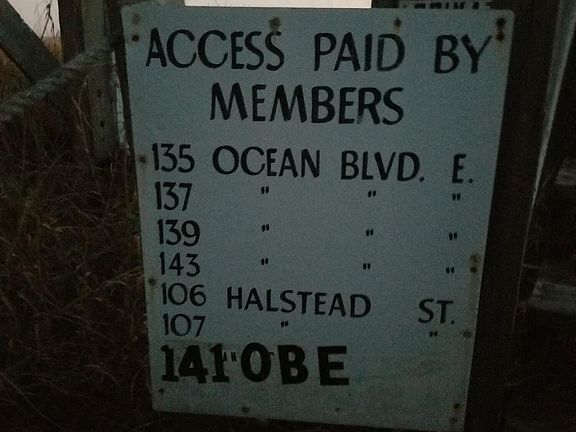 ACCESS PAID BY
MEMBERS
135 OCEAN BLVD. E.
137 " " "
139 " " "
143 " " "
106 HALSTEAD ST.
107 " "
141 OBE